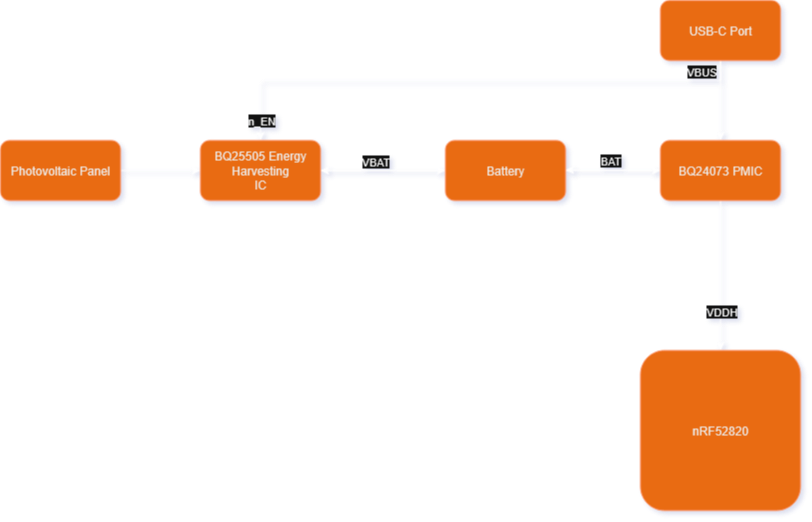 USB-C Port
VBUS
n_EN
Photovoltaic Panel
BQ25505 Energy
Harvesting
IC
VBAT
Battery
BAT
BQ24073 PMIC
VDDH
nRF52820